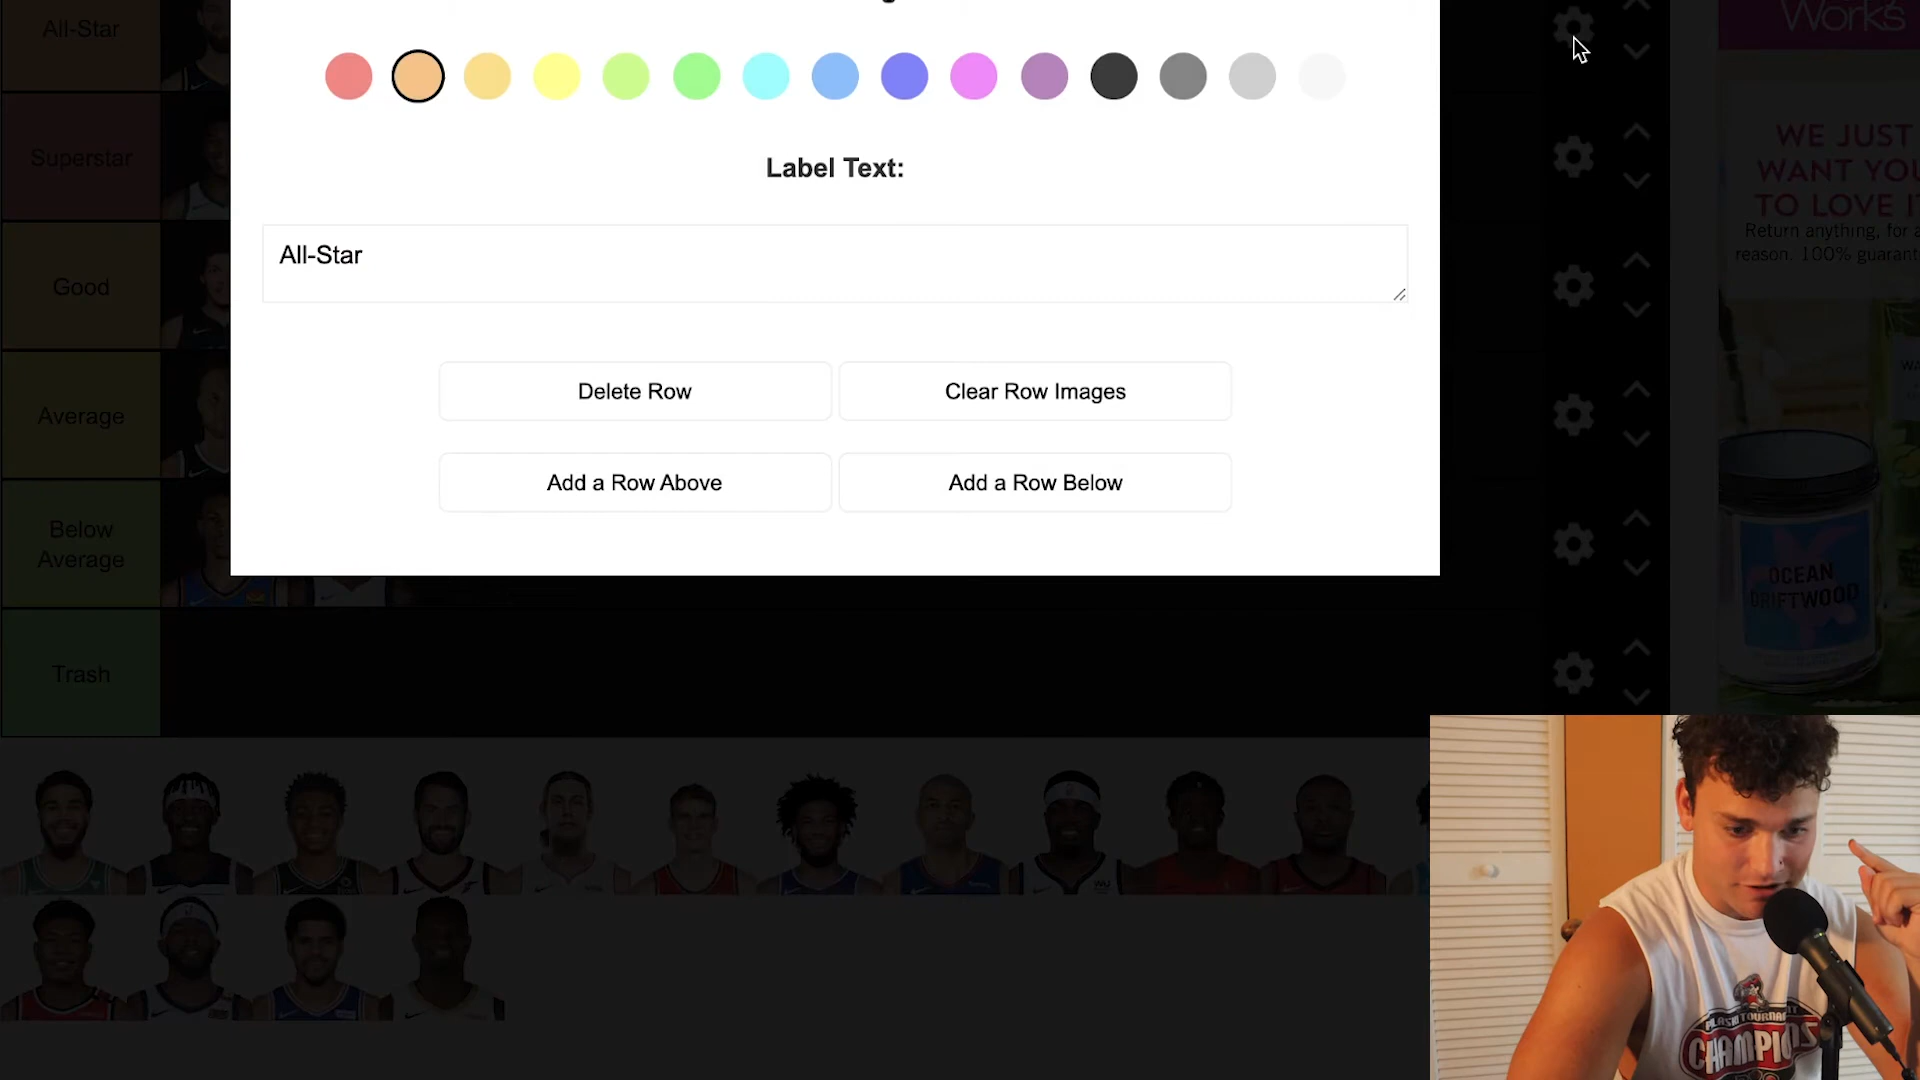 All-Star
Works
Superstar
Label Text:
WE JUST
WANT YOU
TO LOVE IT
Return anything, for a
reason. 100% guarant
All-Star
Good
Delete Row
Clear Row Images
Average
Add a Row Above
Add a Row Below
Below
Average
OCEAN
DRIFTWOOD
Trash
CHAMPIONS